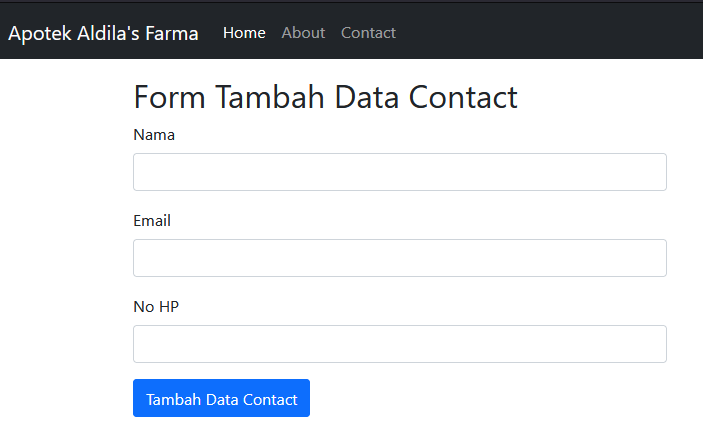 Apotek Aldila's Farma Home About Contact
Form Tambah Data Contact
Nama
Email
No HP
Tambah Data Contact